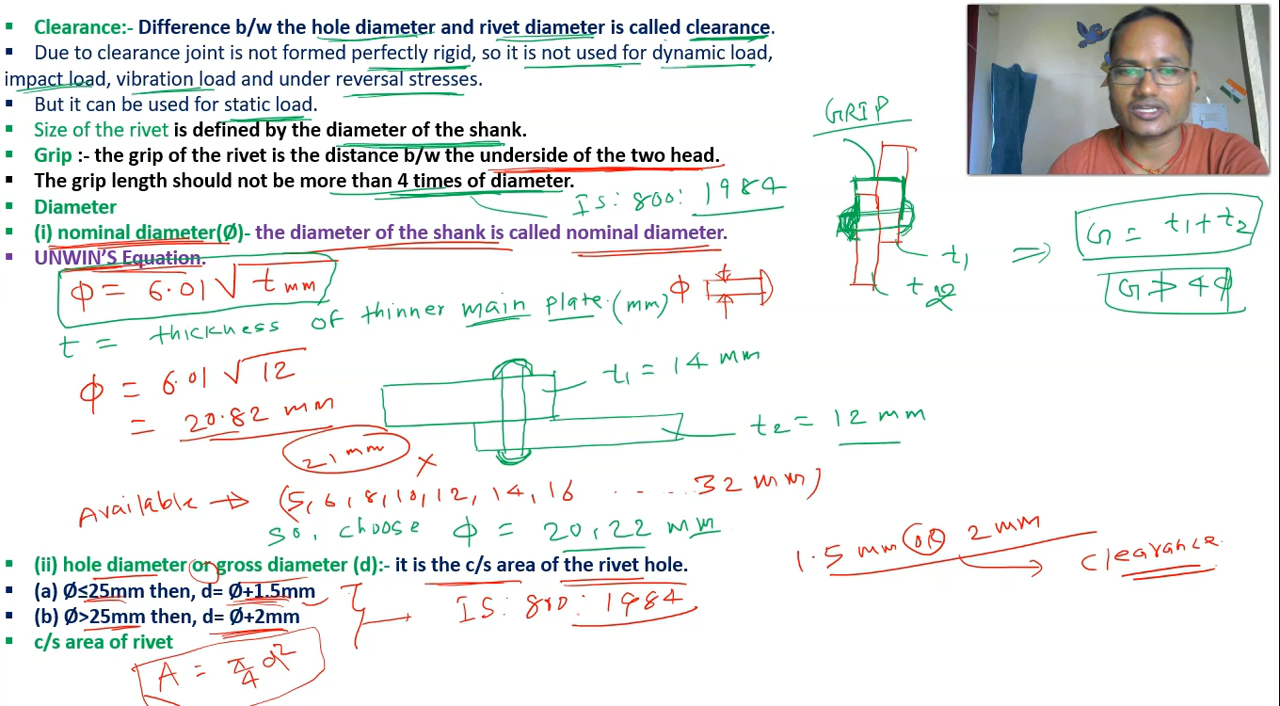 ▪ Clearance:- Difference b/w the hole diameter and rivet diameter is called clearance.
▪ Due to clearance joint is not formed perfectly rigid, so it is not used for dynamic load,
impact load, vibration load and under reversal stresses.
▪ But it can be used for static load.
▪ Size of the rivet is defined by the diameter of the shank.
▪ Grip :- the grip of the rivet is the distance b/w the underside of the two head.
▪ The grip length should not be more than 4 times of diameter.
IS: 800: 1984
▪ Diameter
▪ (i) nominal diameter(Ø)- the diameter of the shank is called nominal diameter.
▪ UNWIN'S Equation.
GRIP
t1
t2
⇒ G = t1 + t2
G ≯ 4ϕ
ϕ = 6.01 √t mm
ϕ
t = thickness of thinner main plate. (mm)
ϕ = 6.01 √12
= 20.82 mm
21 mm x
t1 = 14 mm
t2 = 12 mm
Available → (5, 6, 8, 10, 12, 14, 16 ....... 32 mm)
So, choose ϕ = 20, 22 mm
▪ (ii) hole diameter or gross diameter (d):- it is the c/s area of the rivet hole.
▪ (a) Ø≤25mm then, d= Ø+1.5mm
▪ (b) Ø>25mm then, d= Ø+2mm
IS: 800: 1984
1.5 mm OR 2 mm → clearance.
▪ c/s area of rivet
A = π/4 d²